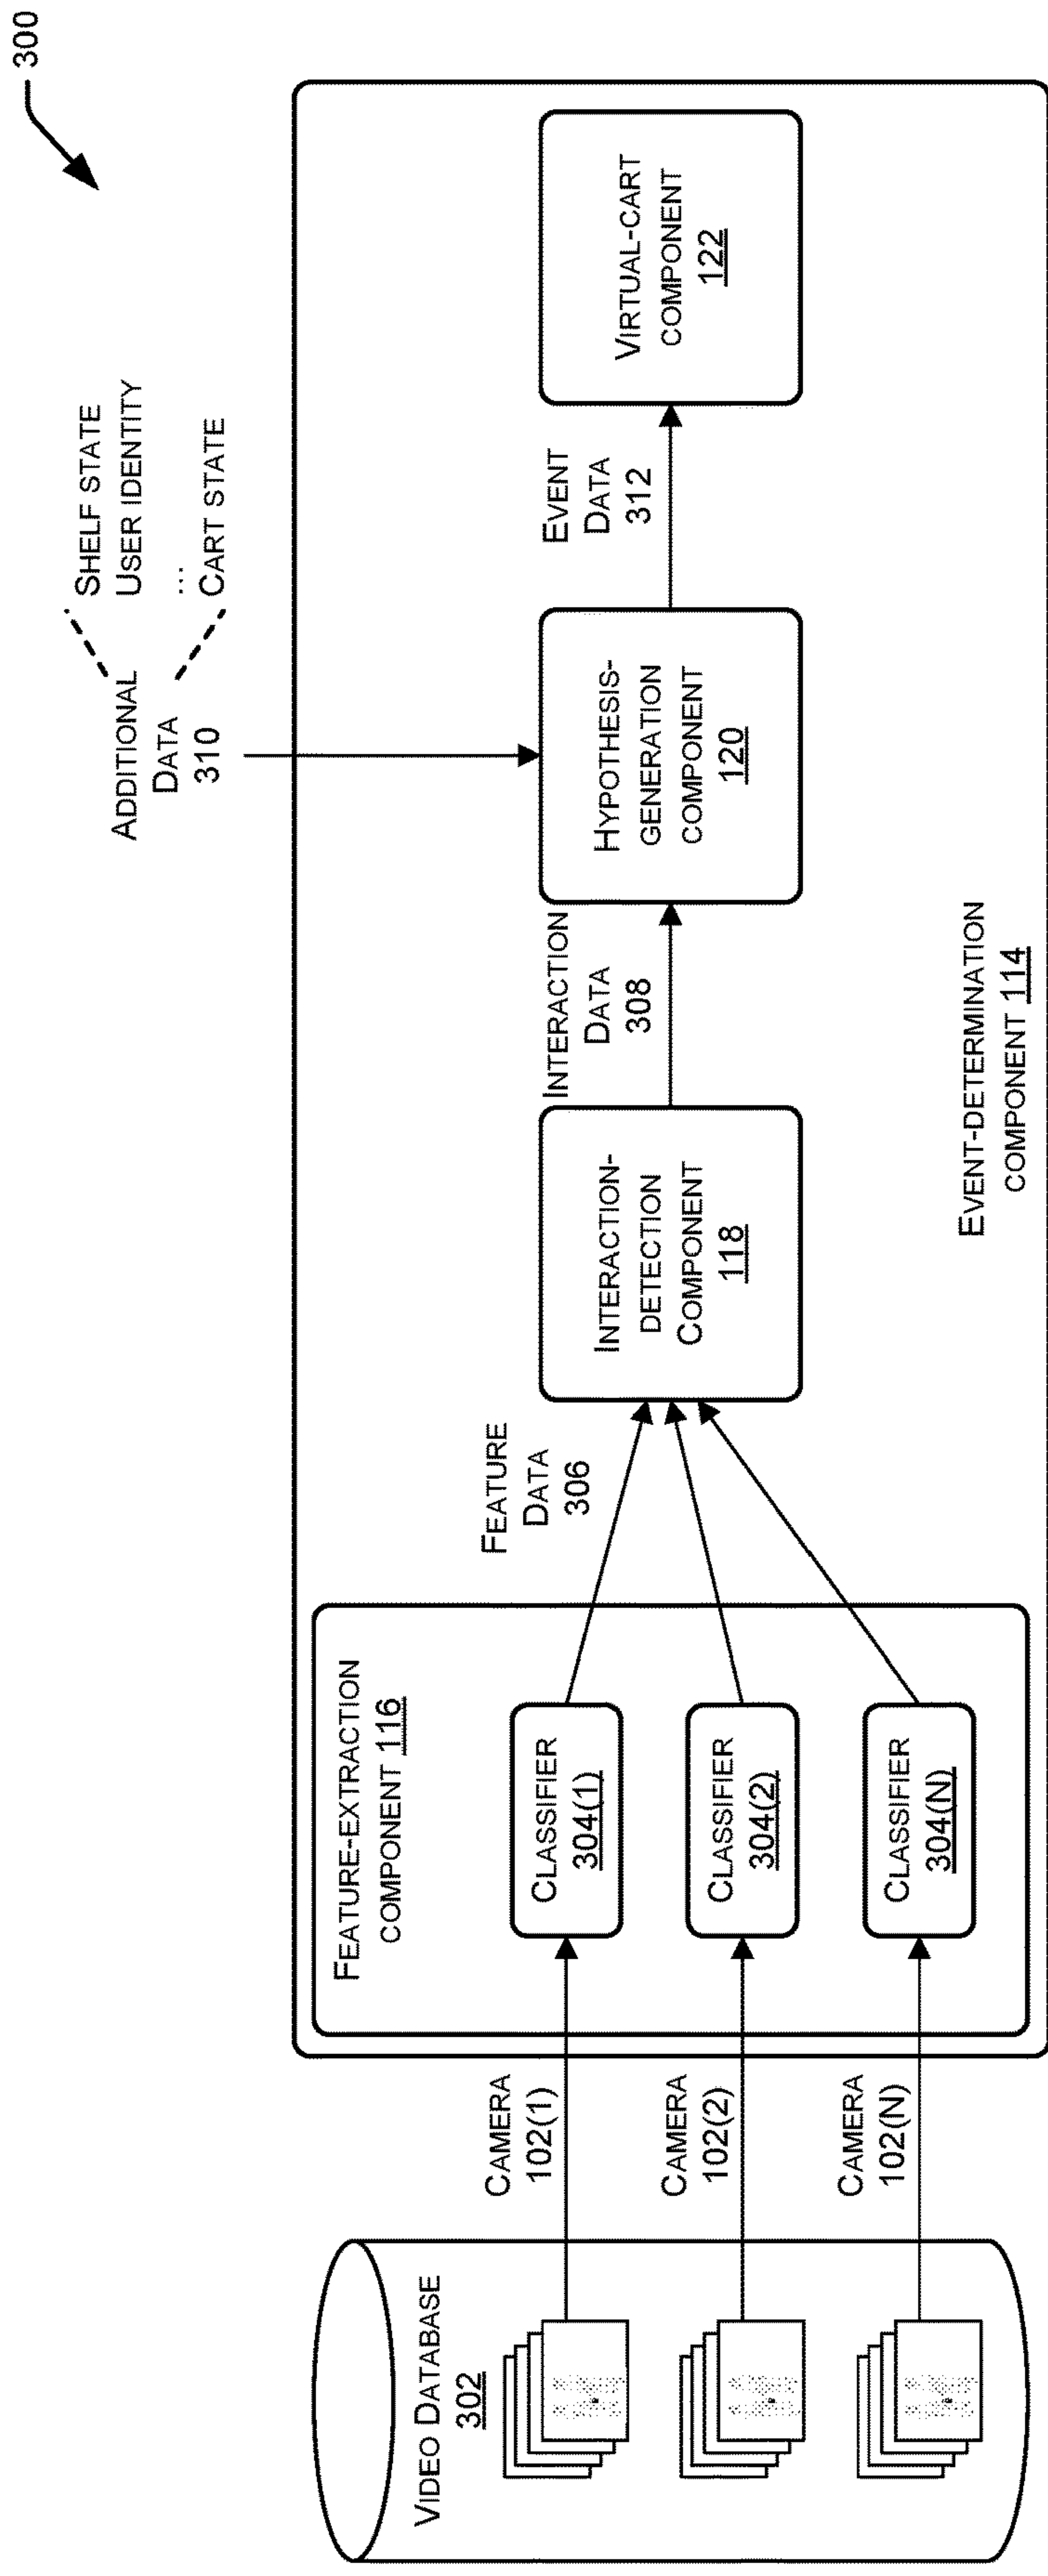 300
ADDITIONAL
DATA
310
SHELF STATE
USER IDENTITY
...
CART STATE
VIDEO DATABASE
302
CAMERA
102(1)
CAMERA
102(2)
CAMERA
102(N)
FEATURE-EXTRACTION
COMPONENT 116
CLASSIFIER
304(1)
CLASSIFIER
304(2)
CLASSIFIER
304(N)
FEATURE
DATA
306
INTERACTION-
DETECTION
COMPONENT
118
INTERACTION
DATA
308
HYPOTHESIS-
GENERATION
COMPONENT
120
EVENT
DATA
312
VIRTUAL-CART
COMPONENT
122
EVENT-DETERMINATION
COMPONENT 114